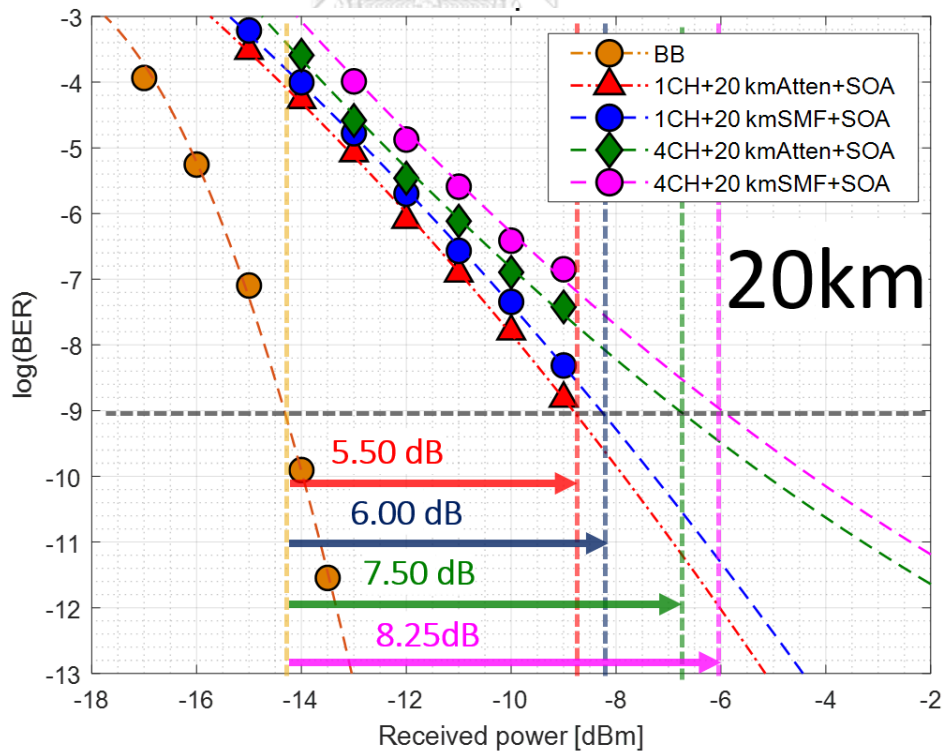 BB
1CH+20 kmAtten+SOA
1CH+20 kmSMF+SOA
4CH+20 kmAtten+SOA
4CH+20 kmSMF+SOA
20km
5.50 dB
6.00 dB
7.50 dB
8.25dB
log(BER)
-3
-4
-5
-6
-7
-8
-9
-10
-11
-12
-13
-18
-16
-14
-12
-10
-8
-6
-4
-2
Received power [dBm]